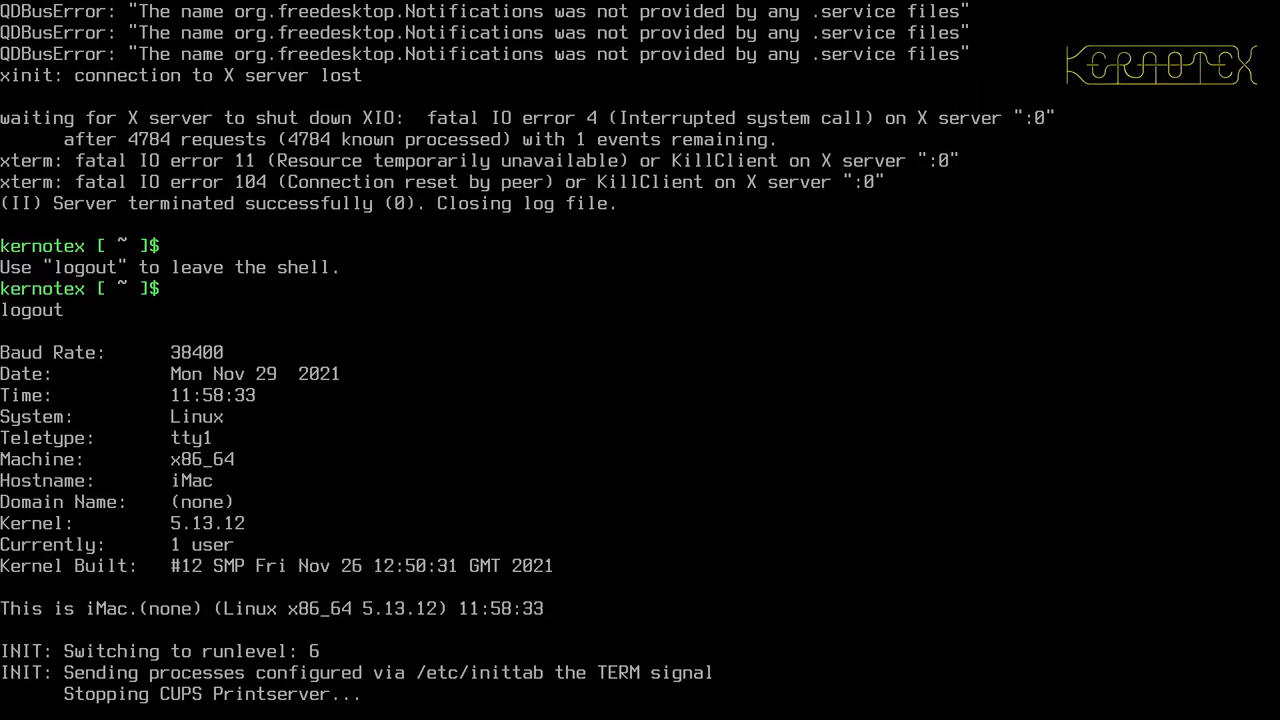 QDBusError: "The name org.freedesktop.Notifications was not provided by any .service files"
QDBusError: "The name org.freedesktop.Notifications was not provided by any .service files"
QDBusError: "The name org.freedesktop.Notifications was not provided by any .service files"
KERNOTEX
xinit: connection to X server lost
waiting for X server to shut down XIO:  fatal IO error 4 (Interrupted system call) on X server ":0"
      after 4784 requests (4784 known processed) with 1 events remaining.
xterm: fatal IO error 11 (Resource temporarily unavailable) or KillClient on X server ":0"
xterm: fatal IO error 104 (Connection reset by peer) or KillClient on X server ":0"
(II) Server terminated successfully (0). Closing log file.
kernotex [ ~ ]$
Use "logout" to leave the shell.
kernotex [ ~ ]$
logout
Baud Rate:      38400
Date:           Mon Nov 29  2021
Time:           11:58:33
System:         Linux
Teletype:       tty1
Machine:        x86_64
Hostname:       iMac
Domain Name:    (none)
Kernel:         5.13.12
Currently:      1 user
Kernel Built:   #12 SMP Fri Nov 26 12:50:31 GMT 2021
This is iMac.(none) (Linux x86_64 5.13.12) 11:58:33
INIT: Switching to runlevel: 6
INIT: Sending processes configured via /etc/inittab the TERM signal
      Stopping CUPS Printserver...